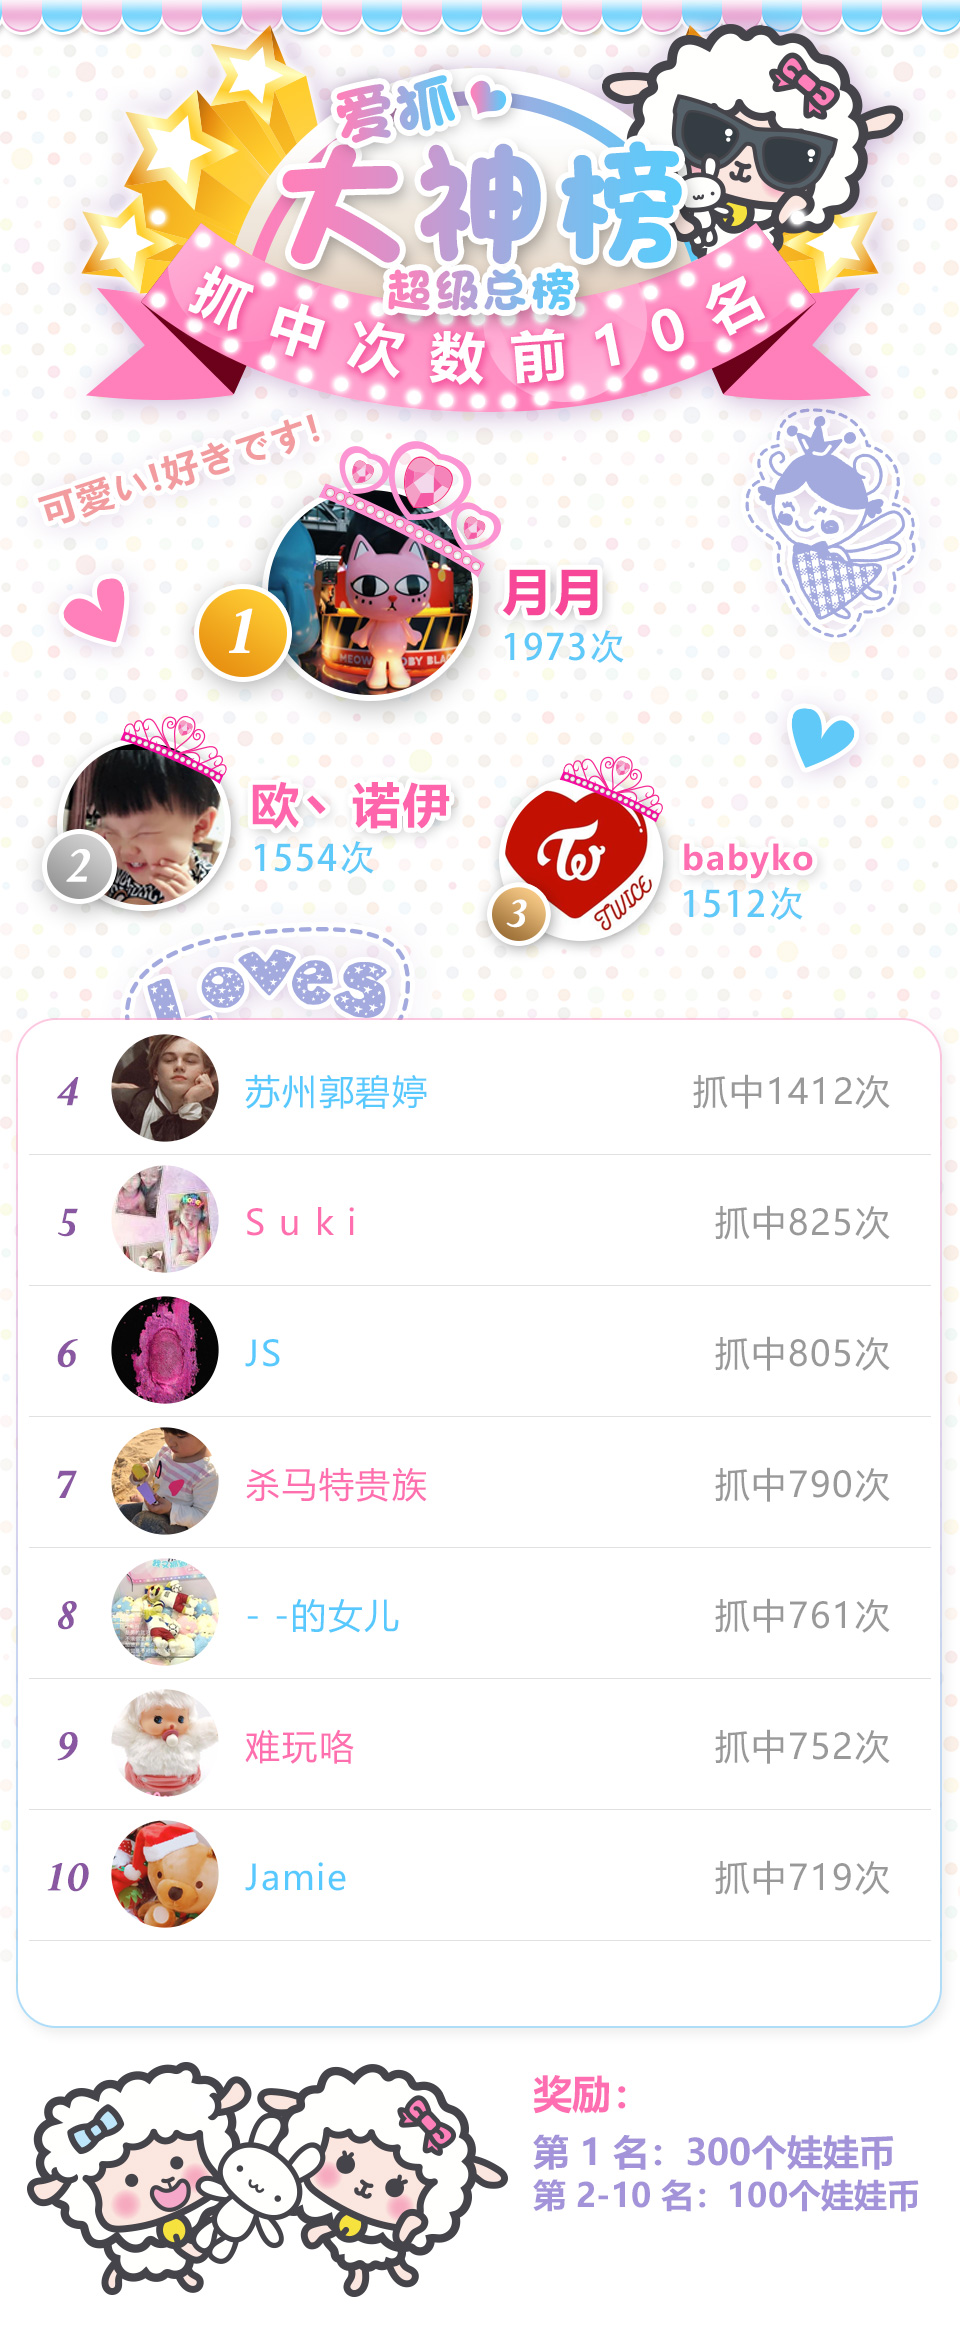 爱抓
大神榜
超级总榜
抓中次数前10名
可愛い!好きです!
1
MEOW
OBY BLA
月月
1973次
2
欧、诺伊
1554次
3
TW
TWICE
babyko
1512次
Loves
4 苏州郭碧婷 抓中1412次
5 S u k i 抓中825次
6 JS 抓中805次
7 杀马特贵族 抓中790次
8 - -的女儿 抓中761次
9 难玩咯 抓中752次
10 Jamie 抓中719次
奖励：
第 1 名：300个娃娃币
第 2-10 名：100个娃娃币